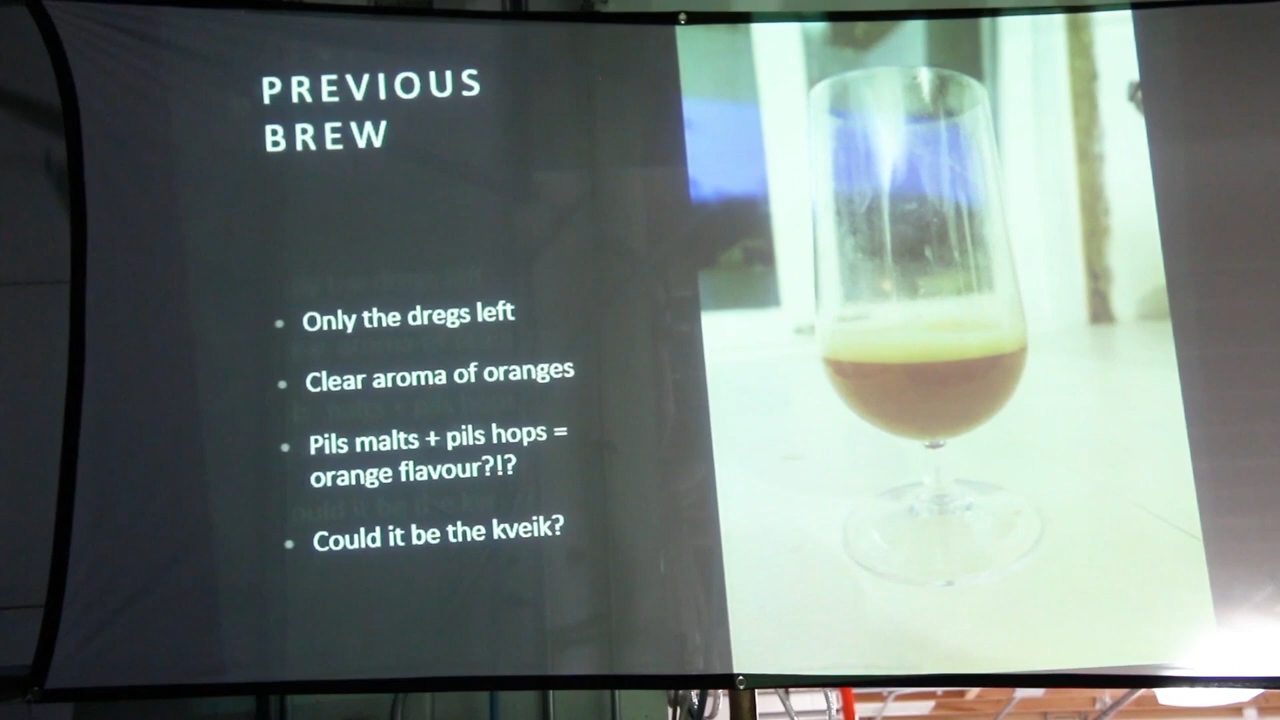 PREVIOUS
BREW
Only the dregs left
Clear aroma of oranges
Pils malts + pils hops =
orange flavour?!?
Could it be the kveik?